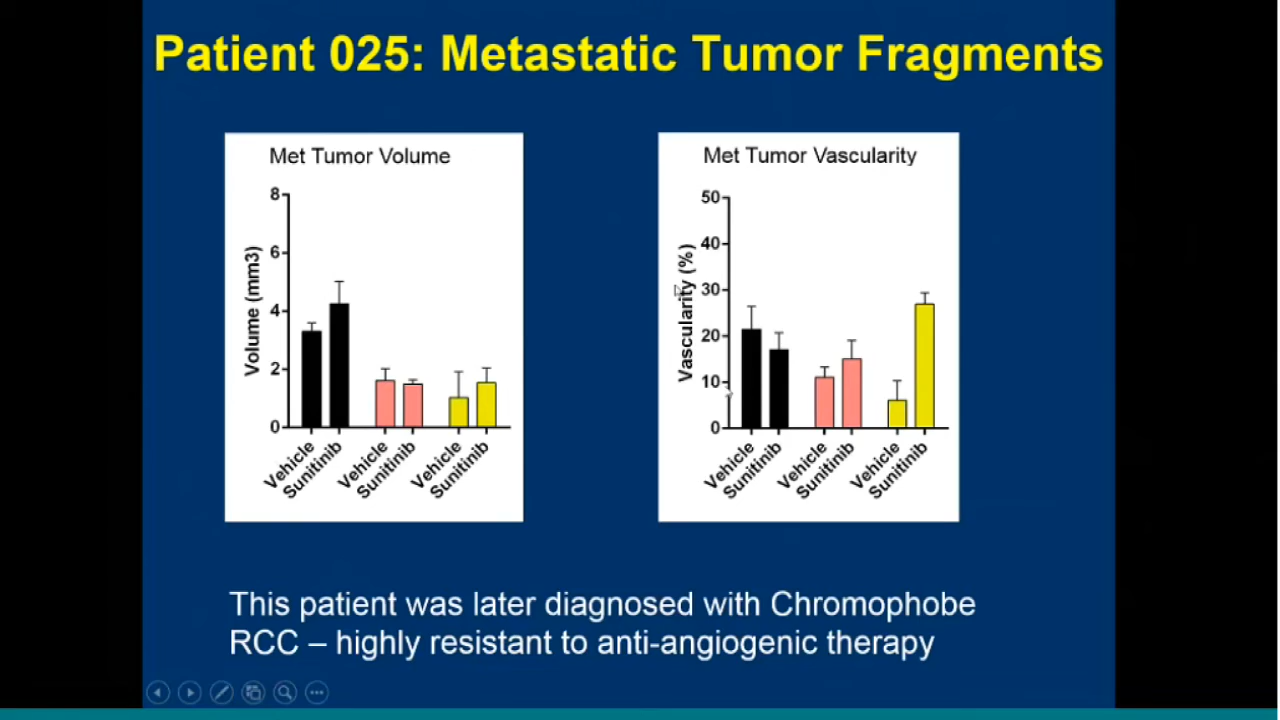 Patient 025: Metastatic Tumor Fragments
Met Tumor Volume
Volume (mm3)
8
6
4
2
0
Vehicle
Sunitinib
Vehicle
Sunitinib
Vehicle
Sunitinib
Met Tumor Vascularity
Vascularity (%)
50
40
30
20
10
0
Vehicle
Sunitinib
Vehicle
Sunitinib
Vehicle
Sunitinib
This patient was later diagnosed with Chromophobe
RCC – highly resistant to anti-angiogenic therapy